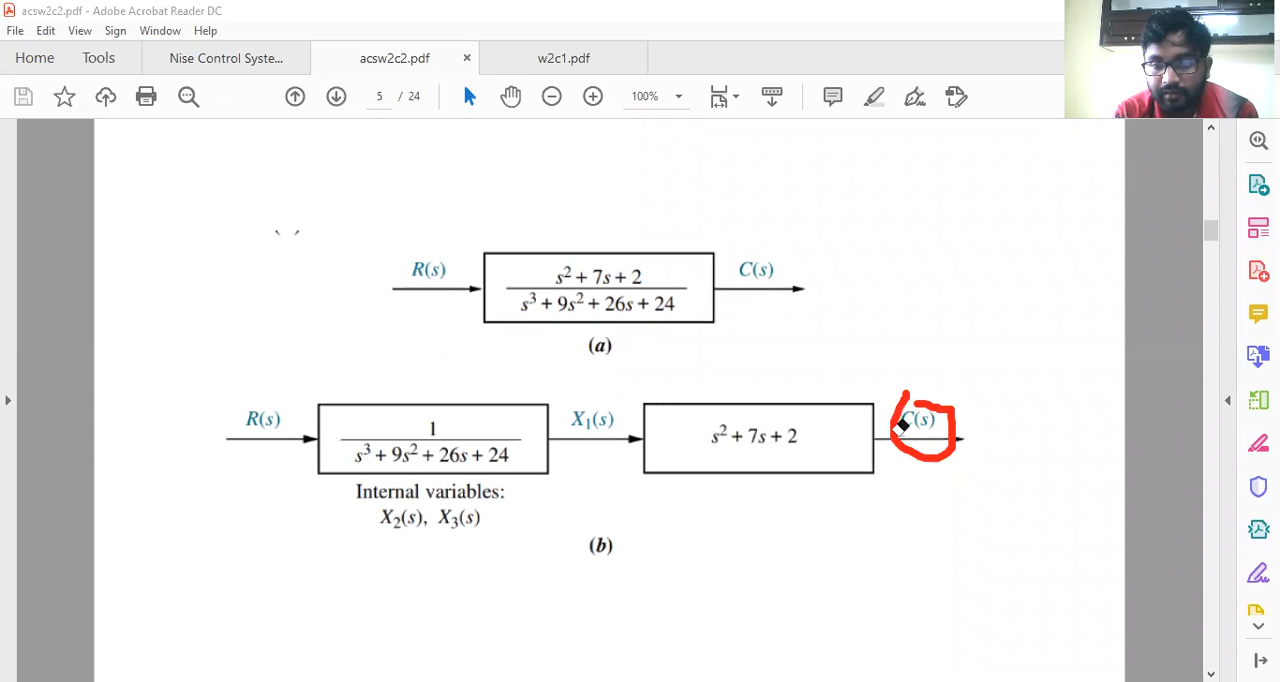 acsw2c2.pdf - Adobe Acrobat Reader DC
File Edit View Sign Window Help
Home Tools Nise Control Syste... acsw2c2.pdf × w2c1.pdf
5 / 24 100%
R(s) s² + 7s + 2 C(s)
s³ + 9s² + 26s + 24
(a)
R(s) 1 X₁(s) s² + 7s + 2 C(s)
s³ + 9s² + 26s + 24
Internal variables:
X₂(s), X₃(s)
(b)